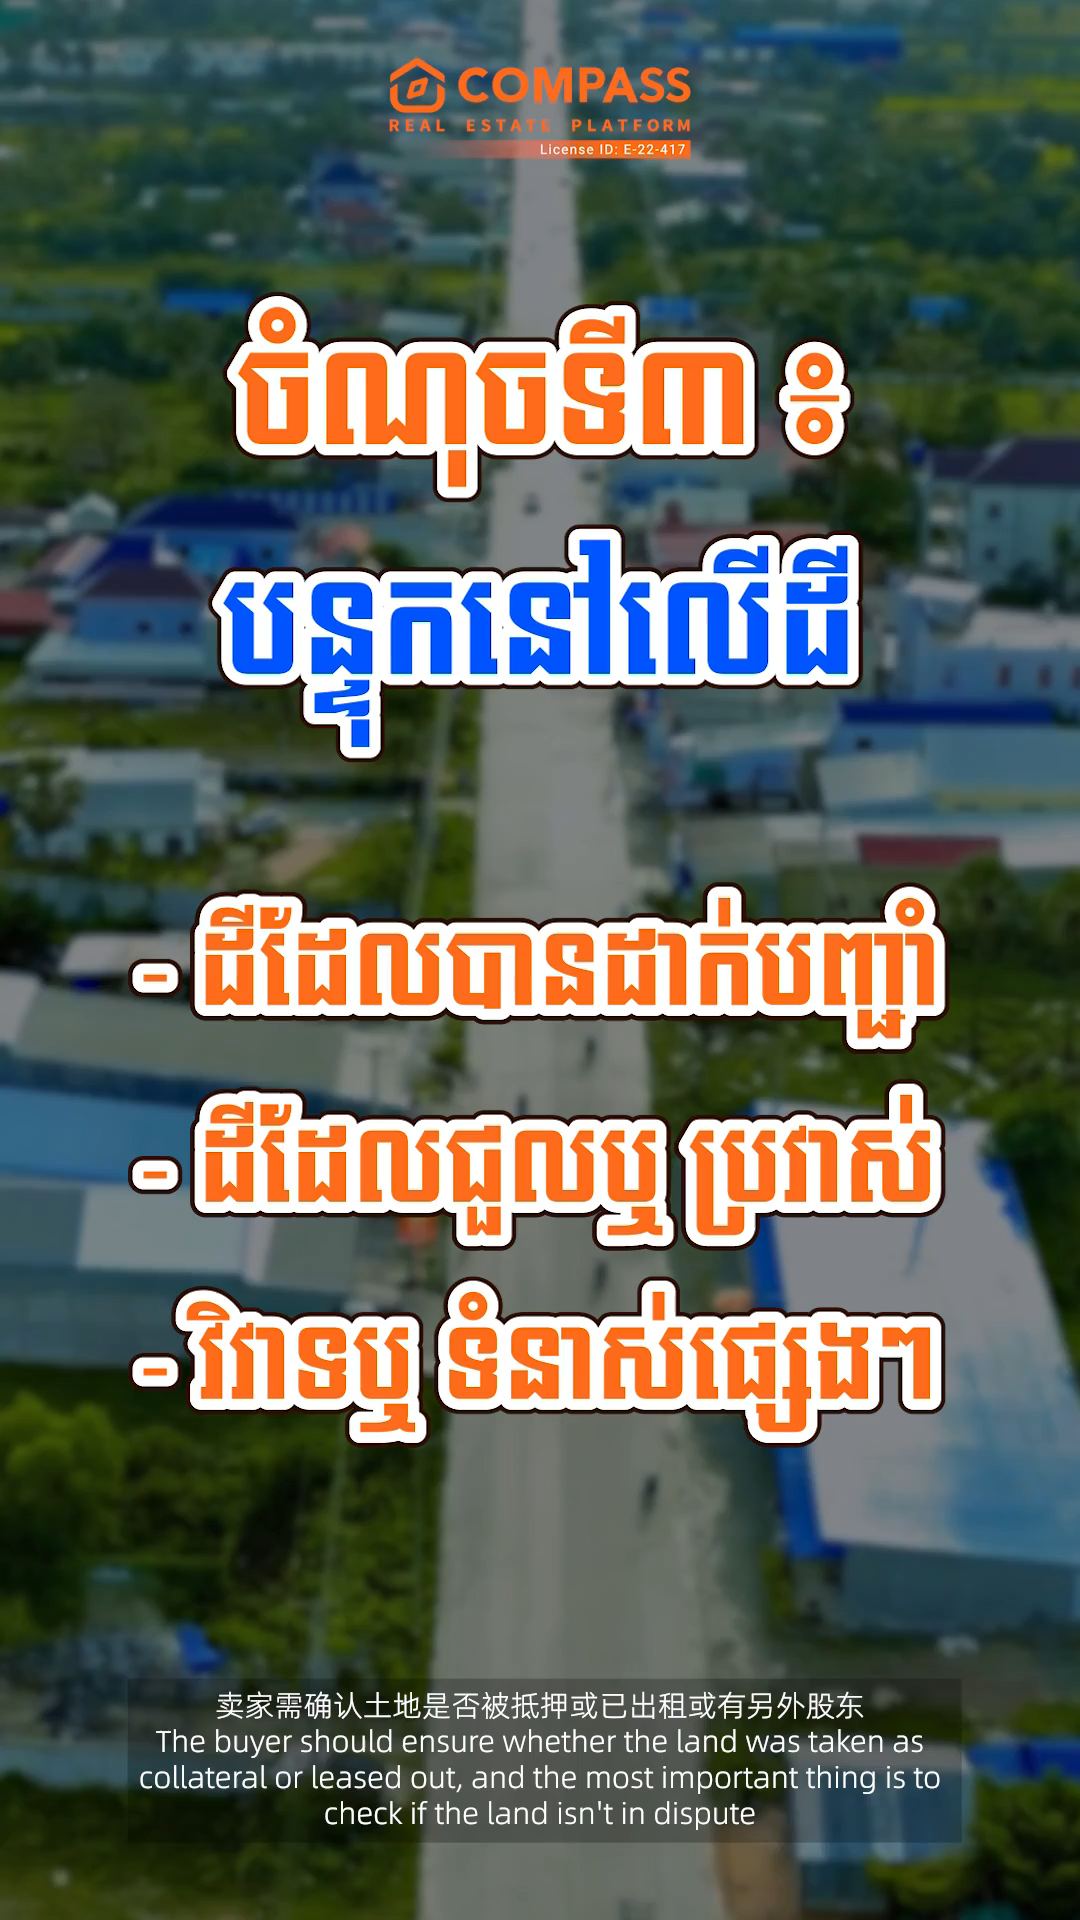 COMPASS
REAL ESTATE PLATFORM
License ID: E-22-417
ចំណុចទី៣ ៖
បន្ទុកនៅលើដី
- ដីដែលបានដាក់បញ្ចាំ
- ដីដែលជួលឬ ប្រវាស់
- វិវាទឬ ទំនាស់ផ្សេងៗ
卖家需确认土地是否被抵押或已出租或有另外股东
The buyer should ensure whether the land was taken as
collateral or leased out, and the most important thing is to
check if the land isn't in dispute